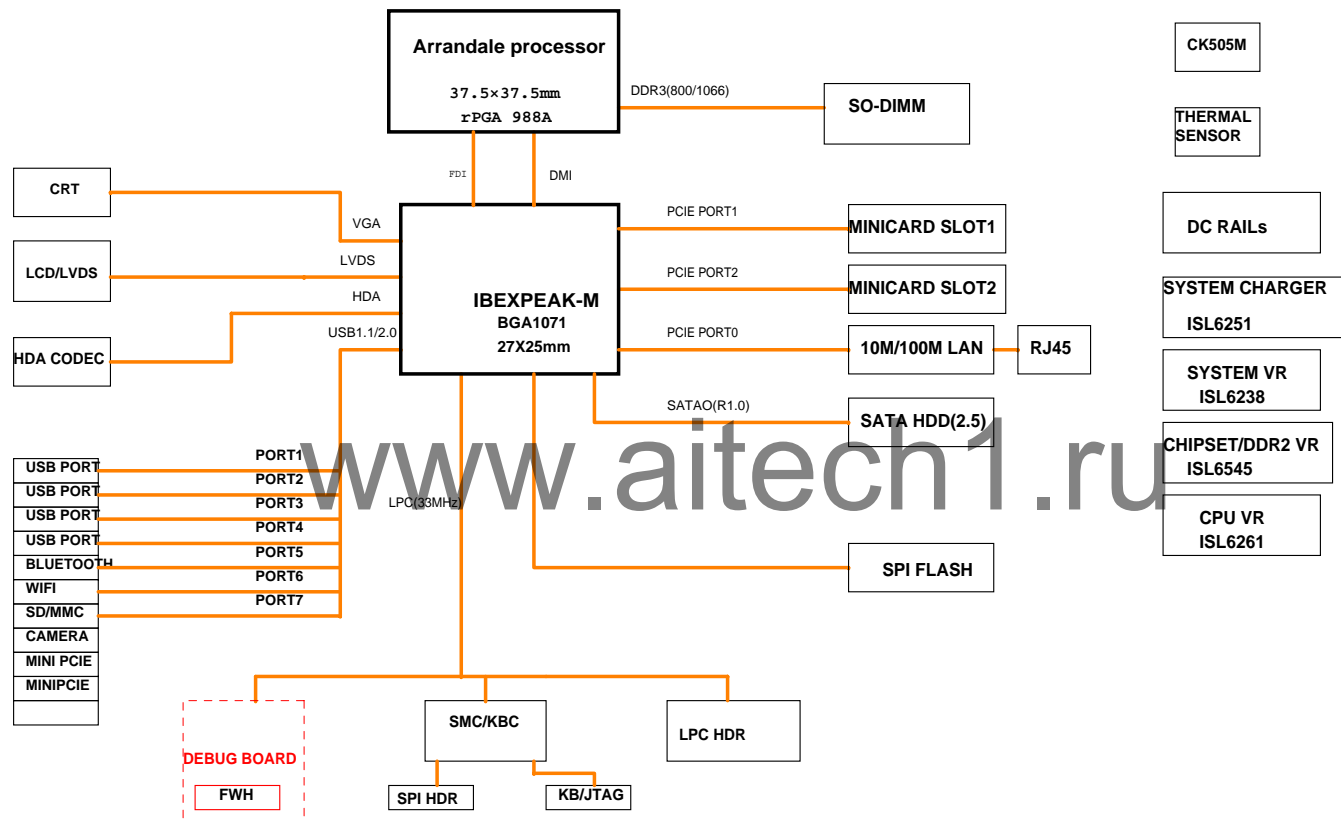 Arrandale processor
37.5×37.5mm
rPGA 988A
DDR3(800/1066)
SO-DIMM
CK505M
THERMAL
SENSOR
FDI
DMI
CRT
VGA
LCD/LVDS
LVDS
HDA
HDA CODEC
USB1.1/2.0
IBEXPEAK-M
BGA1071
27X25mm
PCIE PORT1
MINICARD SLOT1
PCIE PORT2
MINICARD SLOT2
PCIE PORT0
10M/100M LAN
RJ45
SATAO(R1.0)
SATA HDD(2.5)
DC RAILs
SYSTEM CHARGER
ISL6251
SYSTEM VR
ISL6238
CHIPSET/DDR2 VR
ISL6545
CPU VR
ISL6261
www.aitech1.ru
USB PORT
PORT1
USB PORT
PORT2
USB PORT
PORT3
USB PORT
PORT4
BLUETOOTH
PORT5
WIFI
PORT6
SD/MMC
PORT7
CAMERA
MINI PCIE
MINIPCIE
LPC(33MHz)
SPI FLASH
DEBUG BOARD
FWH
SMC/KBC
SPI HDR
KB/JTAG
LPC HDR